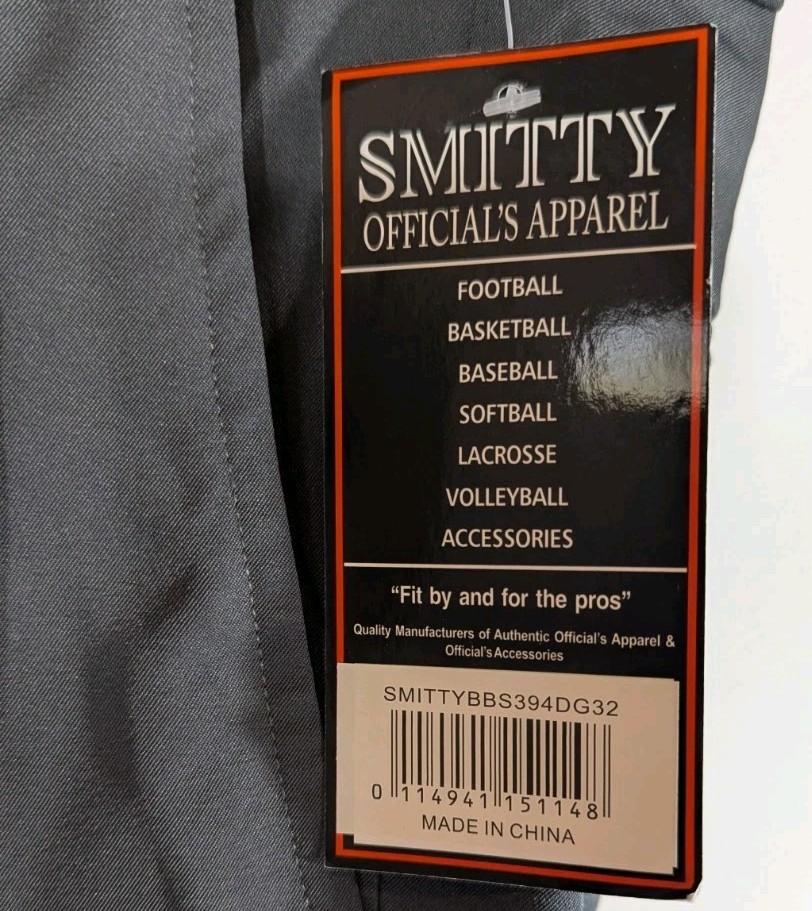 SMITTY
OFFICIAL'S APPAREL
FOOTBALL
BASKETBALL
BASEBALL
SOFTBALL
LACROSSE
VOLLEYBALL
ACCESSORIES
“Fit by and for the pros”
Quality Manufacturers of Authentic Official's Apparel &
Official's Accessories
SMITTYBBS394DG32
0 114941 151148
MADE IN CHINA